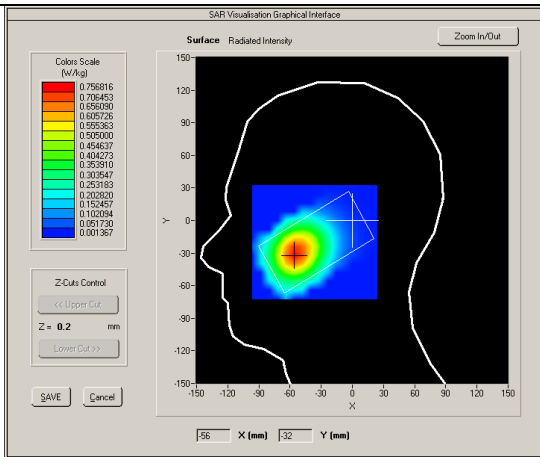 SAR Visualisation Graphical Interface
Surface Radiated Intensity
Zoom In/Out
Colors Scale
(W/kg)
0.756816
0.706453
0.656090
0.605726
0.555363
0.505000
0.454637
0.404273
0.353910
0.303547
0.253183
0.202820
0.152457
0.102094
0.051730
0.001367
Z-Cuts Control
<< Upper Cut
Z = 0.2 mm
Lower Cut >>
SAVE Cancel
150-
120-
90-
60-
30-
0-
-30-
-60-
-90-
-120-
-150-
Y
-150 -120 -90 -60 -30 0 30 60 90 120 150
X
-56 X (mm) -32 Y (mm)